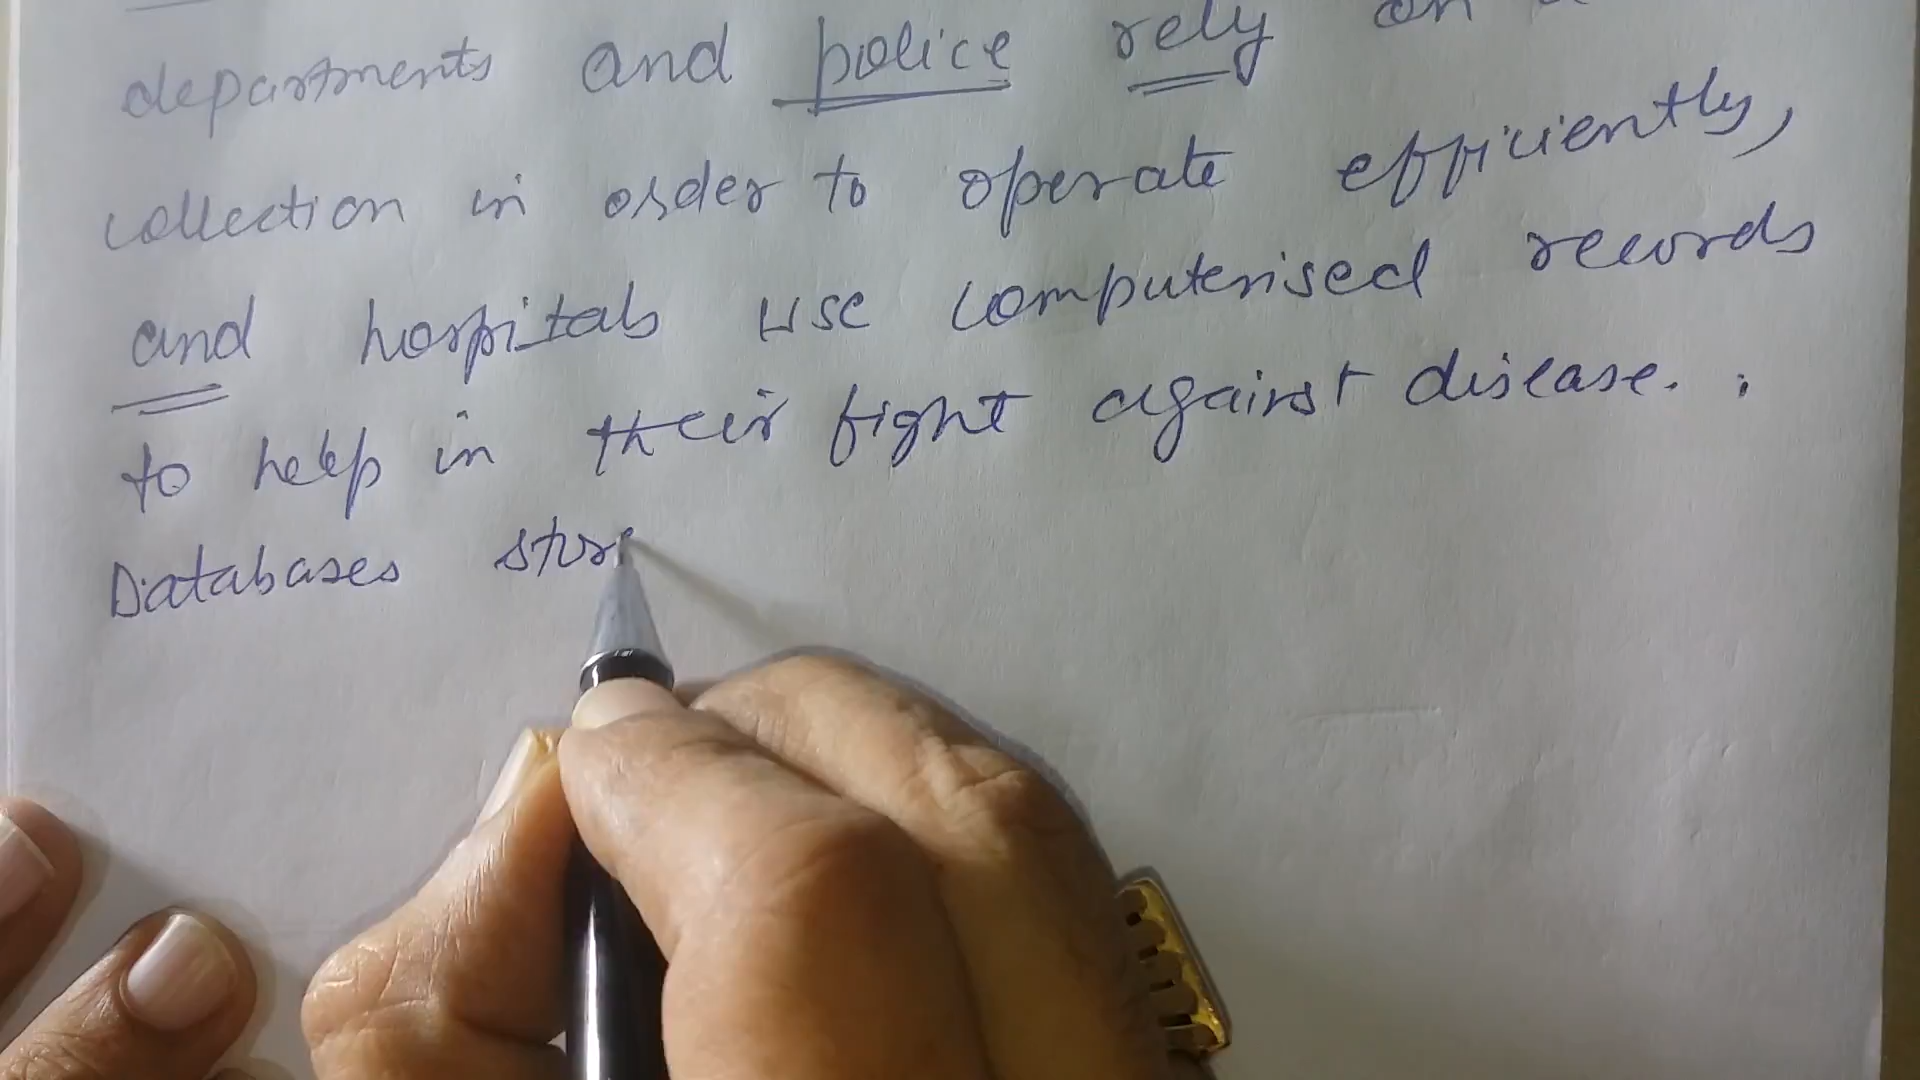 departments and police rely on
collection in order to operate efficiently,
and hospitals use computerised records
to help in their fight against disease.
Databases stor